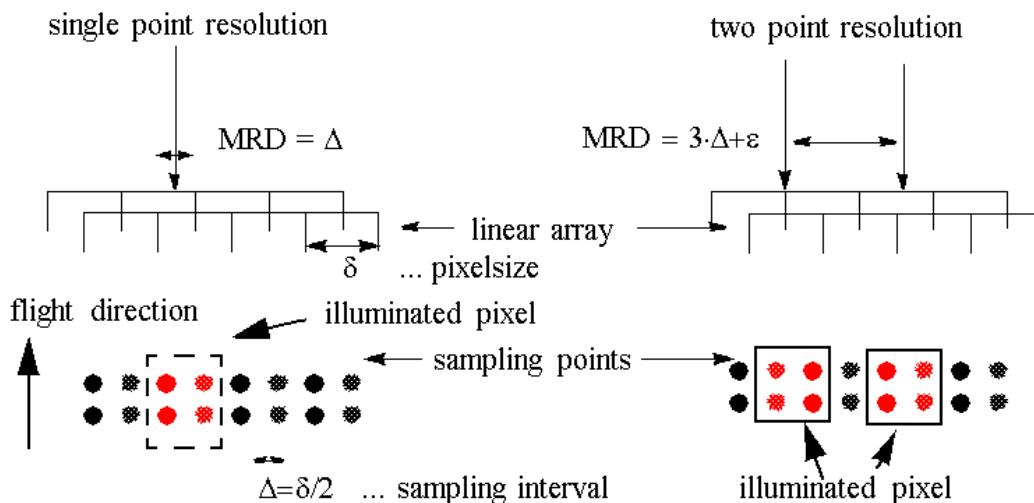 single point resolution
two point resolution
MRD = Δ
MRD = 3·Δ+ε
linear array
δ ... pixelsize
flight direction
illuminated pixel
sampling points
Δ=δ/2 ... sampling interval
illuminated pixel